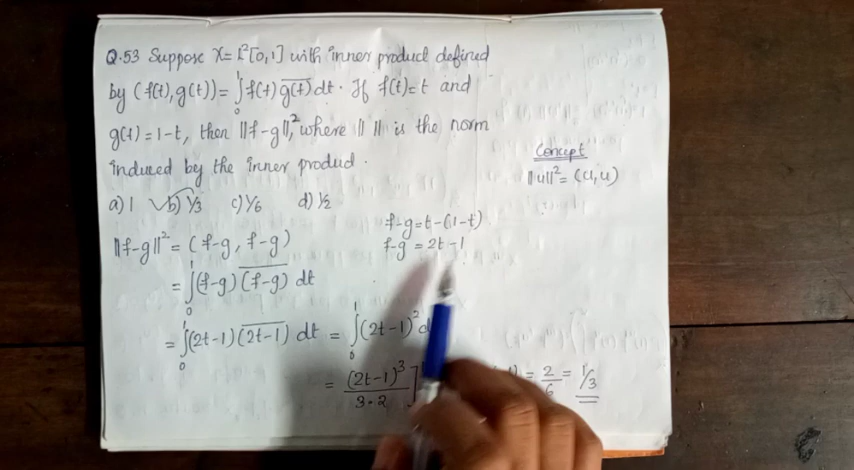 Q.53 Suppose X = L²[0,1] with inner product defined
by (f(t), g(t)) = ∫₀¹ f(t) \overline{g(t)} dt. If f(t)=t and
g(t) = 1-t, then ||f-g||², where || || is the norm
induced by the inner product.
Concept
||u||² = (u,u)
a) 1 b) 1/3 c) 1/6 d) 1/2
f-g = t-(1-t)
f-g = 2t-1
||f-g||² = (f-g, f-g)
= ∫₀¹ (f-g) \overline{(f-g)} dt
= ∫₀¹ (2t-1) \overline{(2t-1)} dt = ∫₀¹ (2t-1)² d
= (2t-1)³/3·2 ] = 2/6 = 1/3